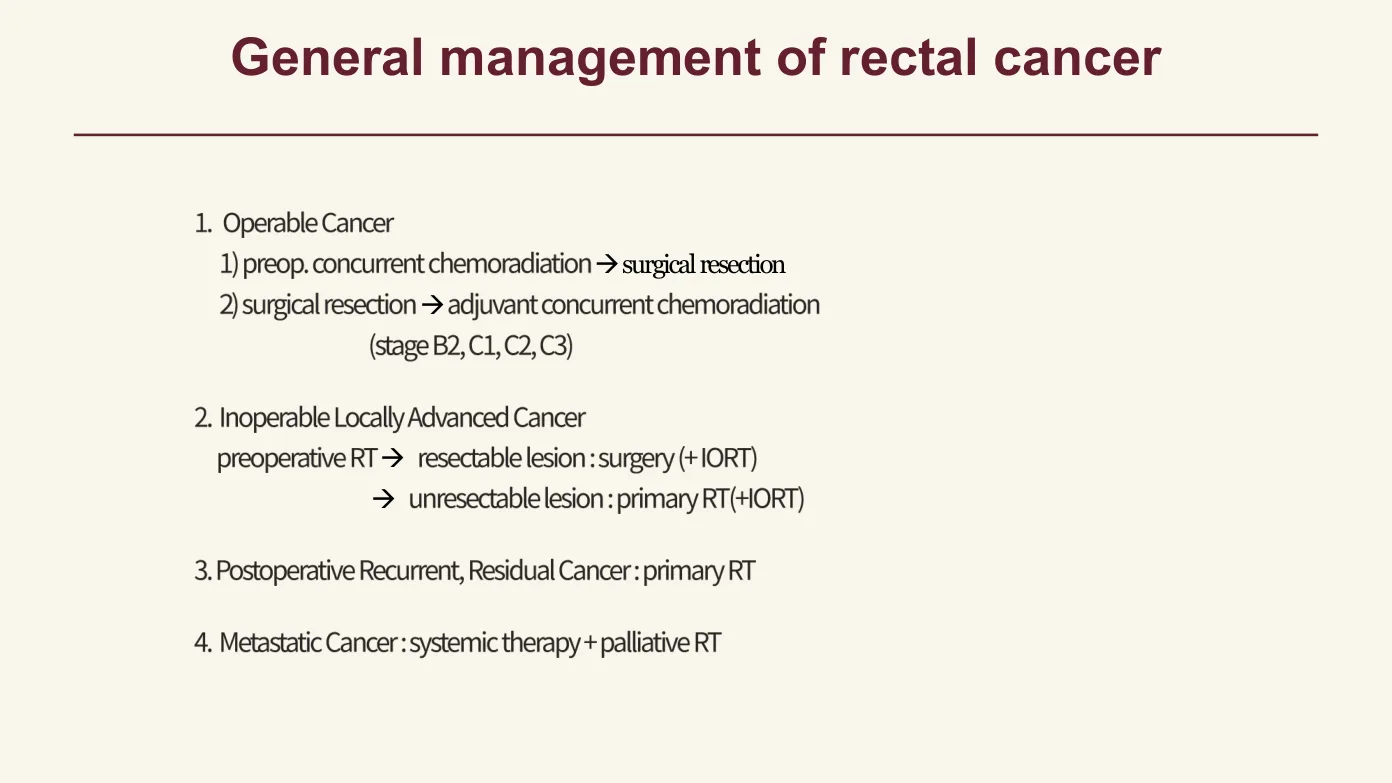 General management of rectal cancer
1. Operable Cancer
1) preop. concurrent chemoradiation → surgical resection
2) surgical resection → adjuvant concurrent chemoradiation
(stage B2, C1, C2, C3)
2. Inoperable Locally Advanced Cancer
preoperative RT → resectable lesion : surgery (+ IORT)
→ unresectable lesion : primary RT(+IORT)
3. Postoperative Recurrent, Residual Cancer : primary RT
4. Metastatic Cancer : systemic therapy + palliative RT